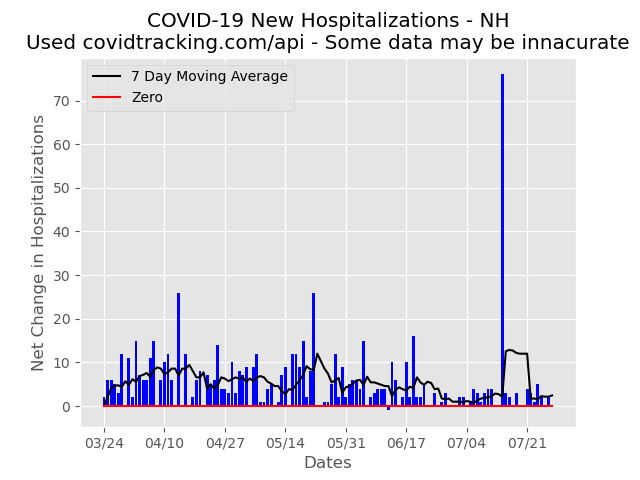 COVID-19 New Hospitalizations - NH
Used covidtracking.com/api - Some data may be innacurate
7 Day Moving Average
Zero
Net Change in Hospitalizations
70
60
50
40
30
20
10
0
03/24 04/10 04/27 05/14 05/31 06/17 07/04 07/21
Dates